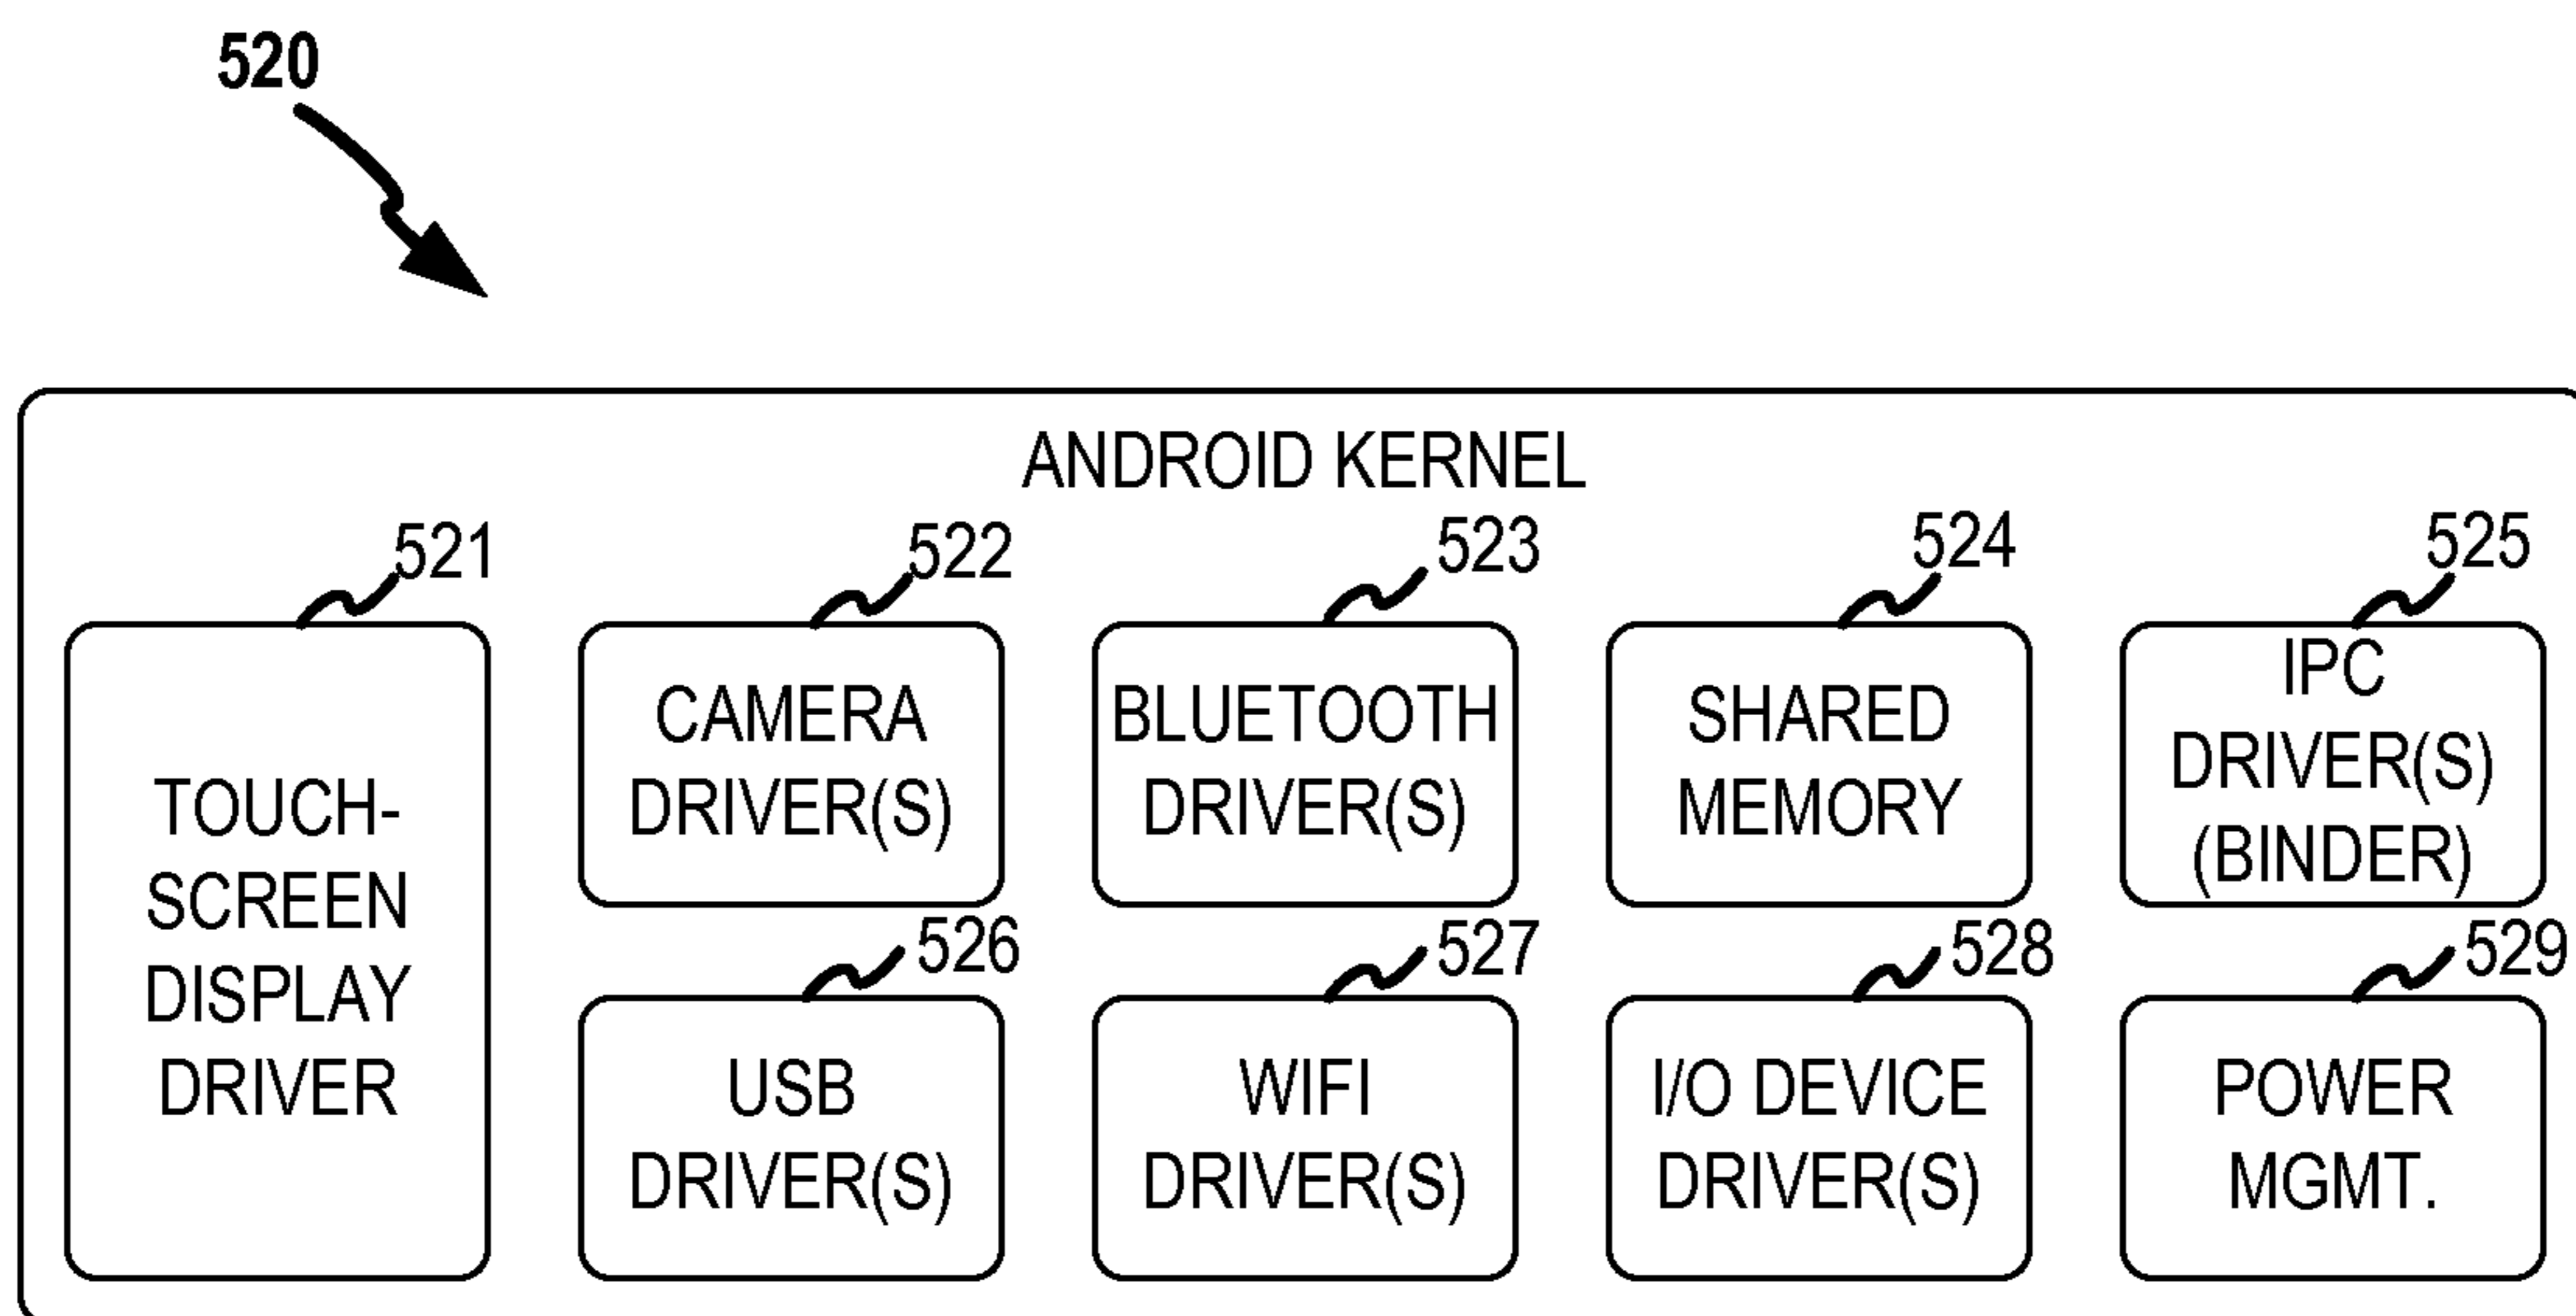 520
ANDROID KERNEL
521
522
523
524
525
TOUCH-
SCREEN
DISPLAY
DRIVER
CAMERA
DRIVER(S)
BLUETOOTH
DRIVER(S)
SHARED
MEMORY
IPC
DRIVER(S)
(BINDER)
526
527
528
529
USB
DRIVER(S)
WIFI
DRIVER(S)
I/O DEVICE
DRIVER(S)
POWER
MGMT.